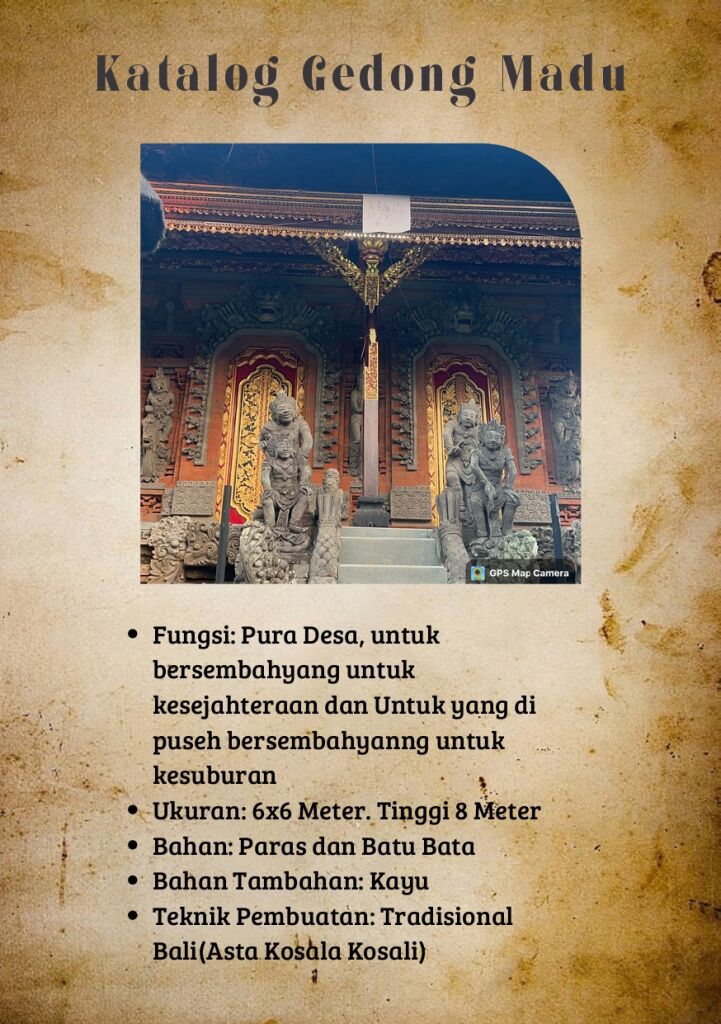 Katalog Gedong Madu
GPS Map Camera
• Fungsi: Pura Desa, untuk
bersembahyang untuk
kesejahteraan dan Untuk yang di
puseh bersembahyanng untuk
kesuburan
• Ukuran: 6x6 Meter. Tinggi 8 Meter
• Bahan: Paras dan Batu Bata
• Bahan Tambahan: Kayu
• Teknik Pembuatan: Tradisional
Bali(Asta Kosala Kosali)